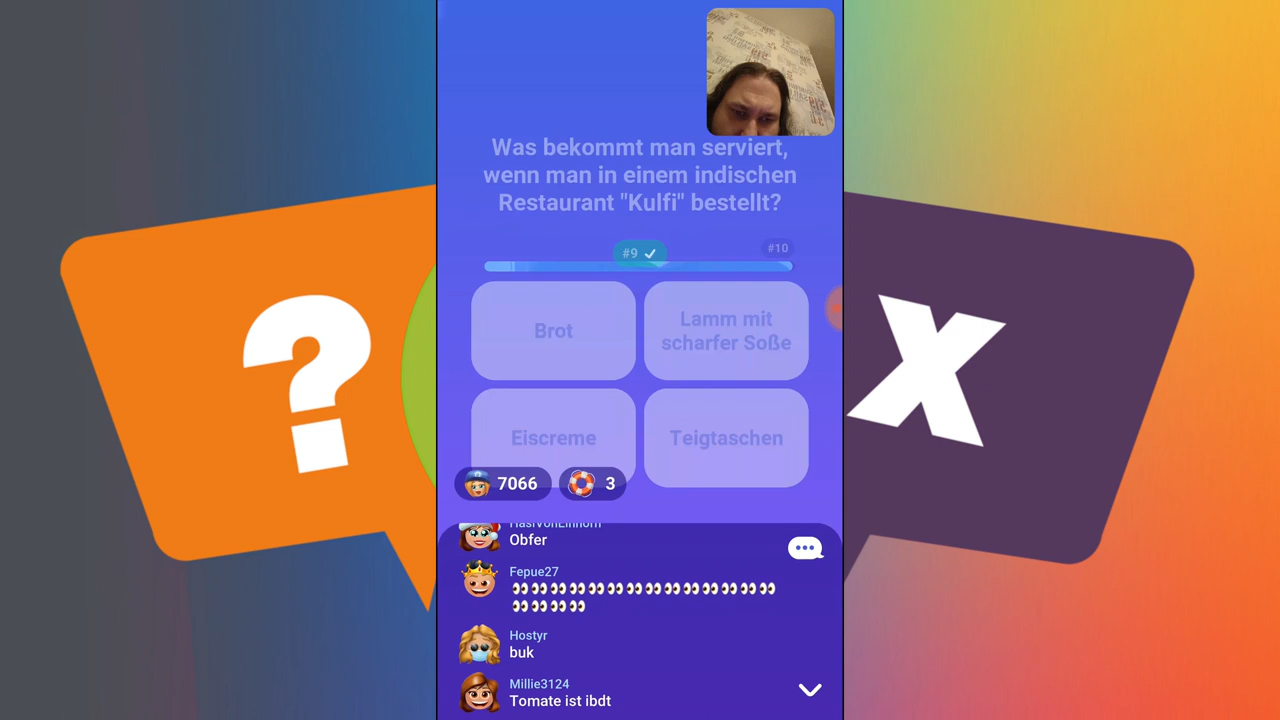 Was bekommt man serviert,
wenn man in einem indischen
Restaurant "Kulfi" bestellt?
#9
#10
Brot
Lamm mit
scharfer Soße
Eiscreme
Teigtaschen
7066
3
Obfer
Fepue27
Hostyr
buk
Millie3124
Tomate ist ibdt
?
X